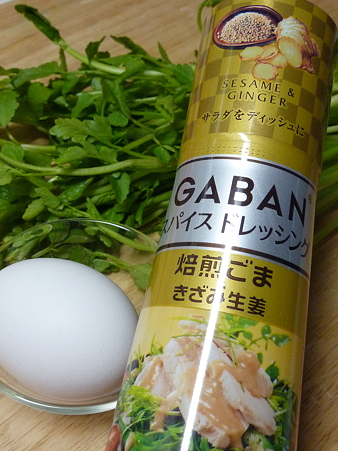 SESAME &
GINGER
サラダをディッシュに
GABAN
スパイス ドレッシング
焙煎ごま
きざみ生姜